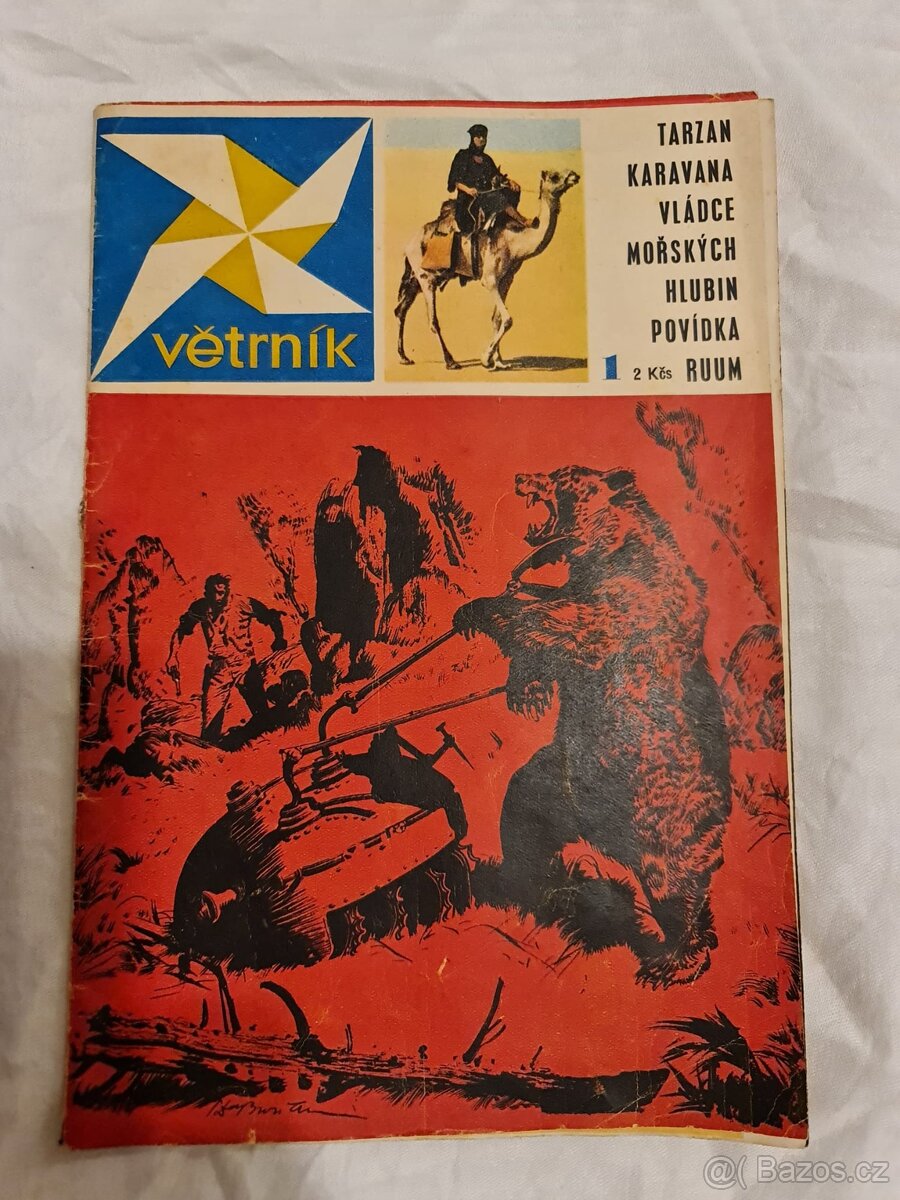 větrník
TARZAN
KARAVANA
VLÁDCE
MOŘSKÝCH
HLUBIN
POVÍDKA
1 2 Kčs RUUM
@( Bazos.cz